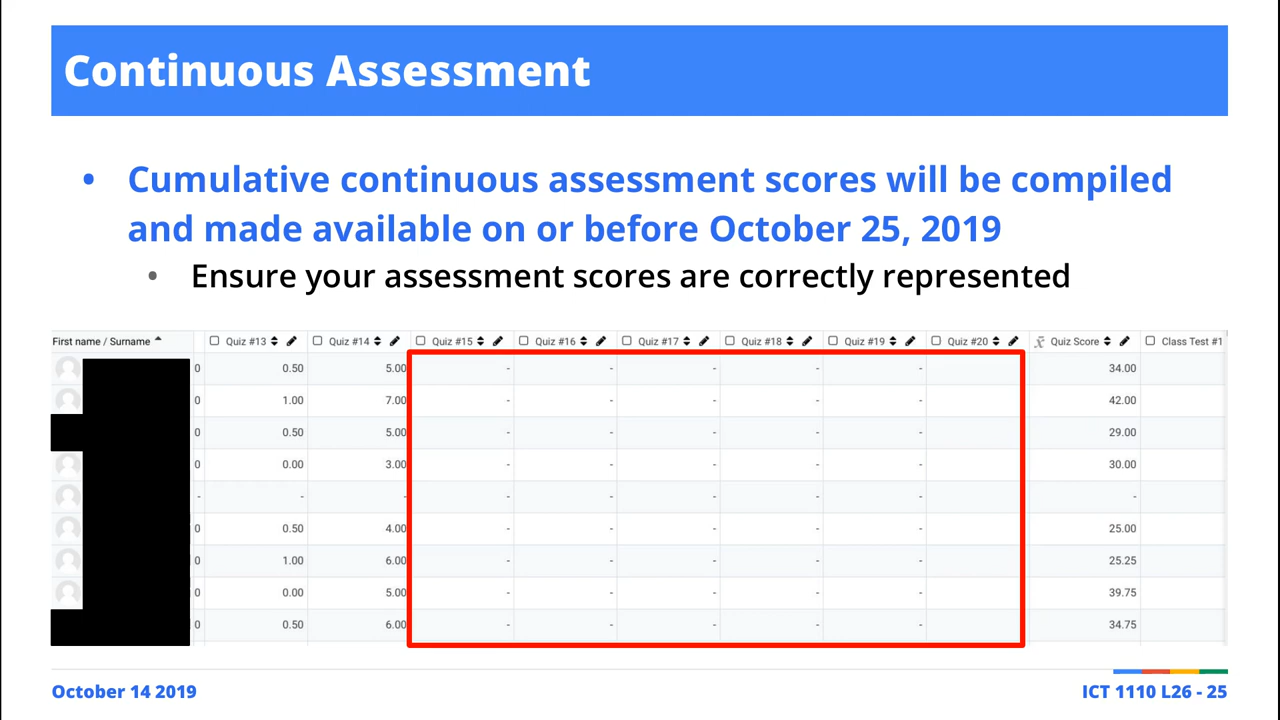 Continuous Assessment
• Cumulative continuous assessment scores will be compiled
and made available on or before October 25, 2019
• Ensure your assessment scores are correctly represented
First name / Surname Quiz #13 Quiz #14 Quiz #15 Quiz #16 Quiz #17 Quiz #18 Quiz #19 Quiz #20 Quiz Score Class Test #1
0 0.50 5.00 - - - - - 34.00
0 1.00 7.00 - - - - - 42.00
0 0.50 5.00 - - - - - 29.00
0 0.00 3.00 - - - - - 30.00
- - - - - - - - -
0 0.50 4.00 - - - - - 25.00
0 1.00 6.00 - - - - - 25.25
0 0.00 5.00 - - - - - 39.75
0 0.50 6.00 - - - - - 34.75
October 14 2019 ICT 1110 L26 - 25